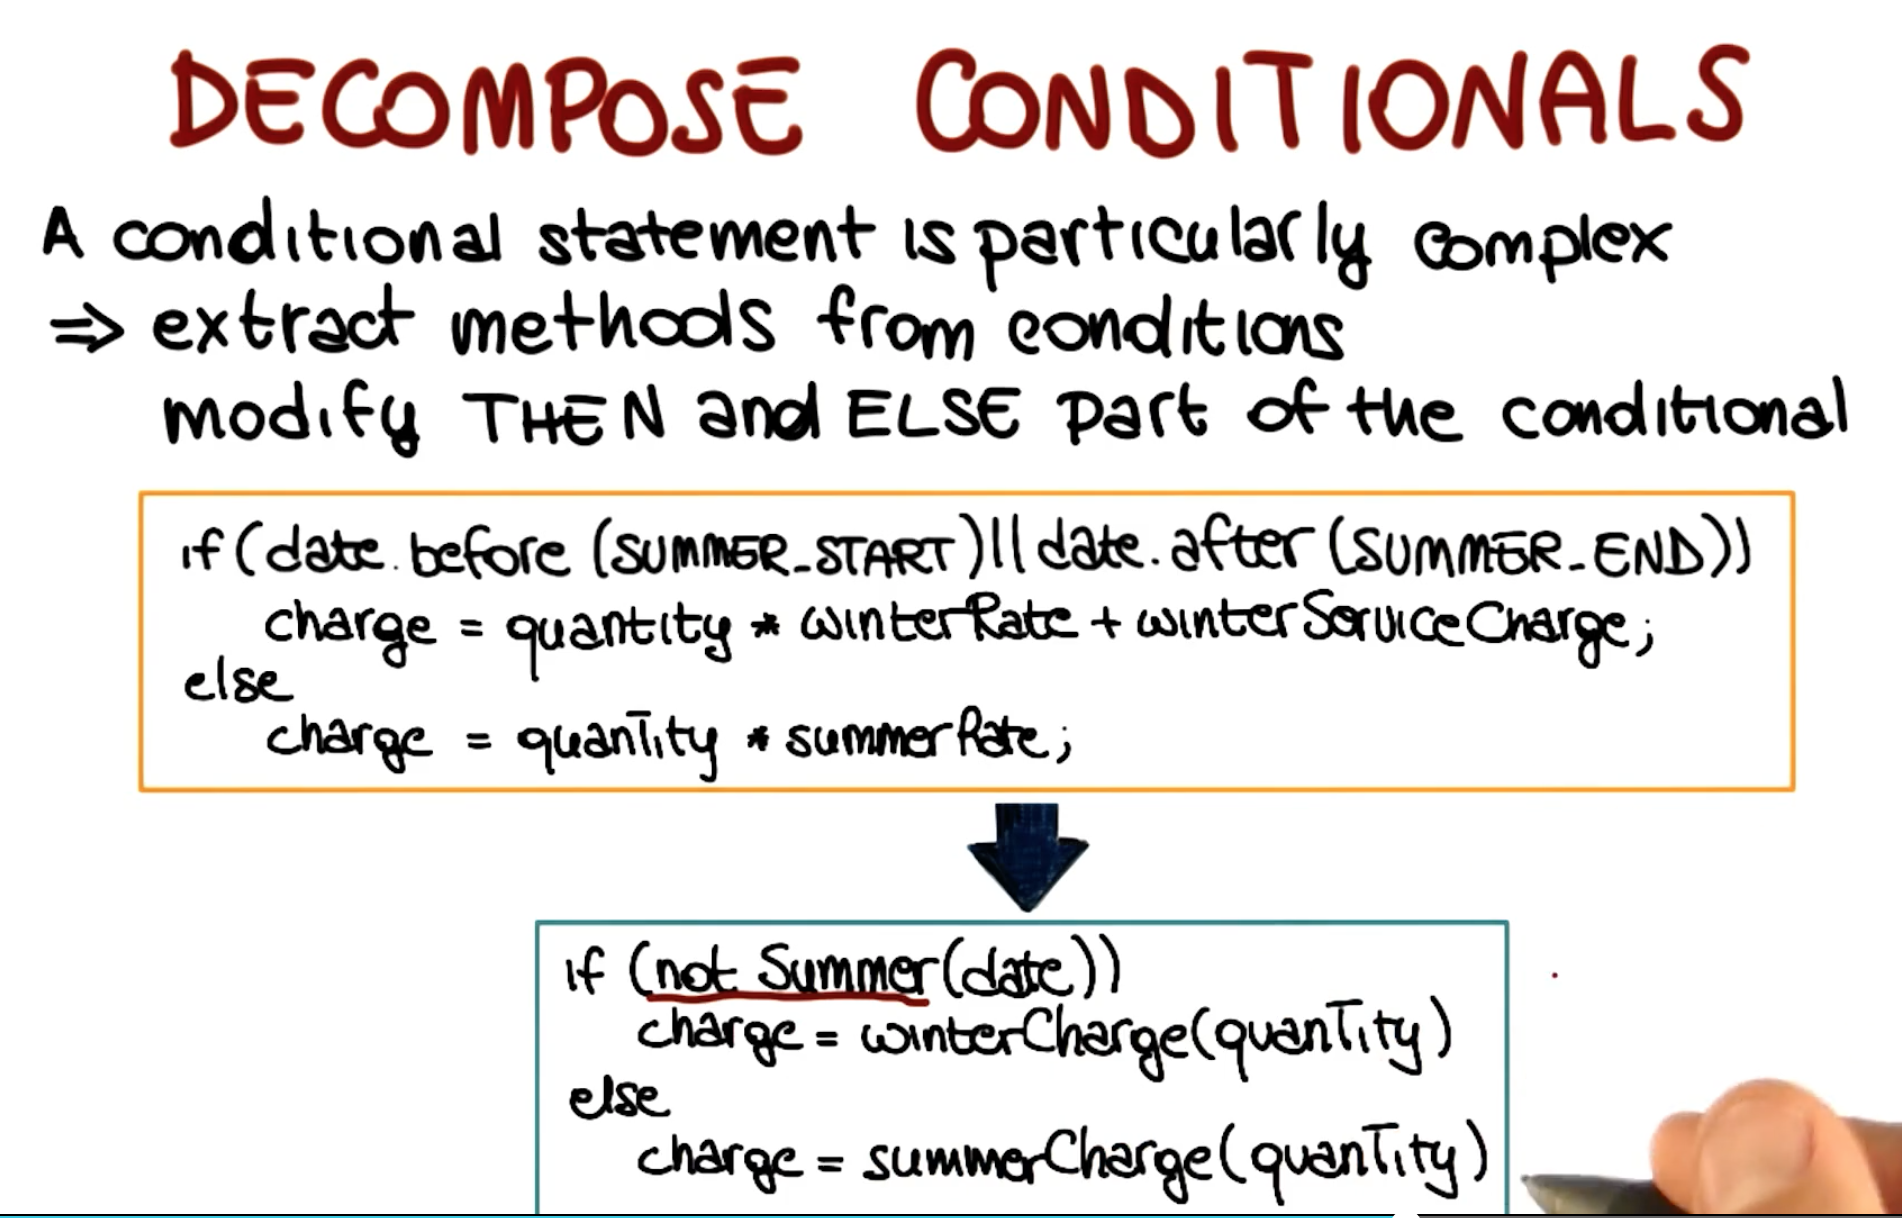 DECOMPOSE CONDITIONALS
A conditional statement is particularly complex
⇒ extract methods from conditions
modify THEN and ELSE part of the conditional
if (date.before (SUMMER_START) || date.after (SUMMER_END))
charge = quantity * winterRate + winterServiceCharge;
else
charge = quantity * summerRate;
if (not Summer (date))
charge = winterCharge (quantity)
else
charge = summerCharge (quantity)